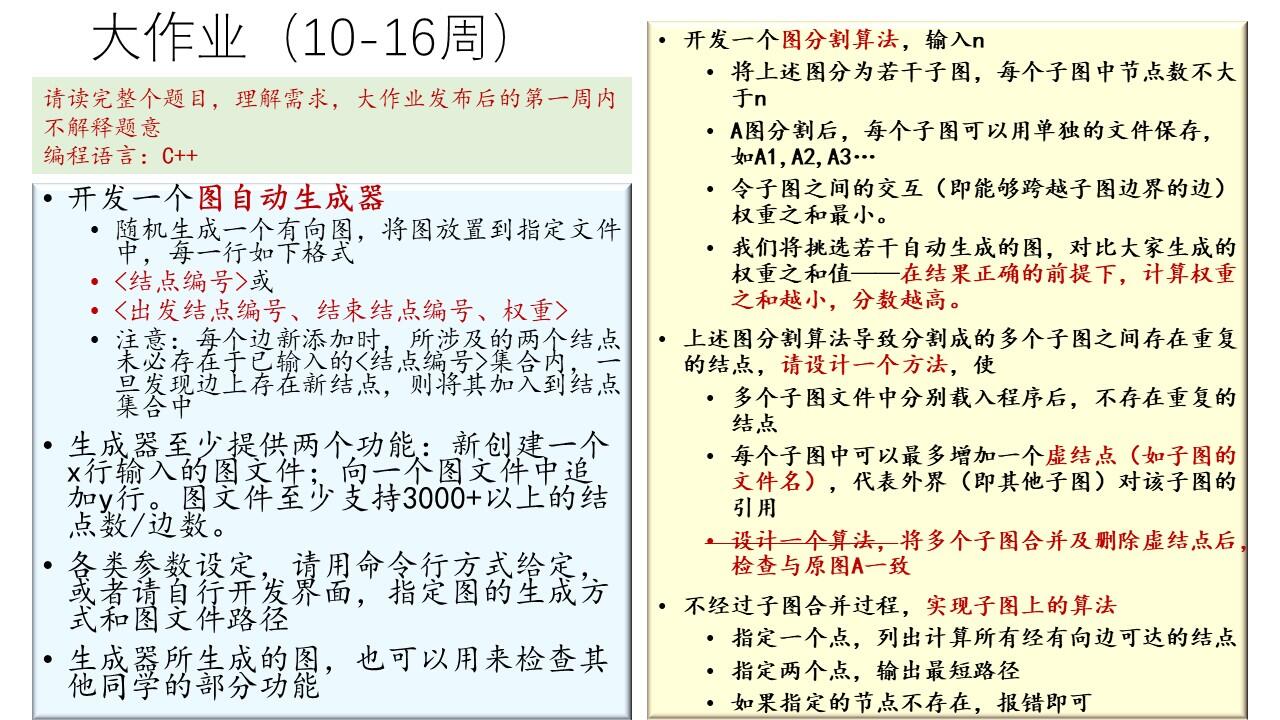 大作业（10-16周）
请读完整个题目，理解需求，大作业发布后的第一周内
不解释题意
编程语言：C++
• 开发一个图自动生成器
• 随机生成一个有向图，将图放置到指定文件
中，每一行如下格式
• <结点编号>或
• <出发结点编号、结束结点编号、权重>
• 注意：每个边新添加时，所涉及的两个结点
未必存在于已输入的<结点编号>集合内，一
旦发现边上存在新结点，则将其加入到结点
集合中
• 生成器至少提供两个功能：新创建一个
x行输入的图文件；向一个图文件中追
加y行。图文件至少支持3000+以上的结
点数/边数。
• 各类参数设定，请用命令行方式给定，
或者请自行开发界面，指定图的生成方
式和图文件路径
• 生成器所生成的图，也可以用来检查其
他同学的部分功能
• 开发一个图分割算法，输入n
• 将上述图分为若干子图，每个子图中节点数不大
于n
• A图分割后，每个子图可以用单独的文件保存，
如A1,A2,A3…
• 令子图之间的交互（即能够跨越子图边界的边）
权重之和最小。
• 我们将挑选若干自动生成的图，对比大家生成的
权重之和值——在结果正确的前提下，计算权重
之和越小，分数越高。
• 上述图分割算法导致分割成的多个子图之间存在重复
的结点，请设计一个方法，使
• 多个子图文件中分别载入程序后，不存在重复的
结点
• 每个子图中可以最多增加一个虚结点（如子图的
文件名），代表外界（即其他子图）对该子图的
引用
• 设计一个算法，将多个子图合并及删除虚结点后，
检查与原图A一致
• 不经过子图合并过程，实现子图上的算法
• 指定一个点，列出计算所有经有向边可达的结点
• 指定两个点，输出最短路径
• 如果指定的节点不存在，报错即可